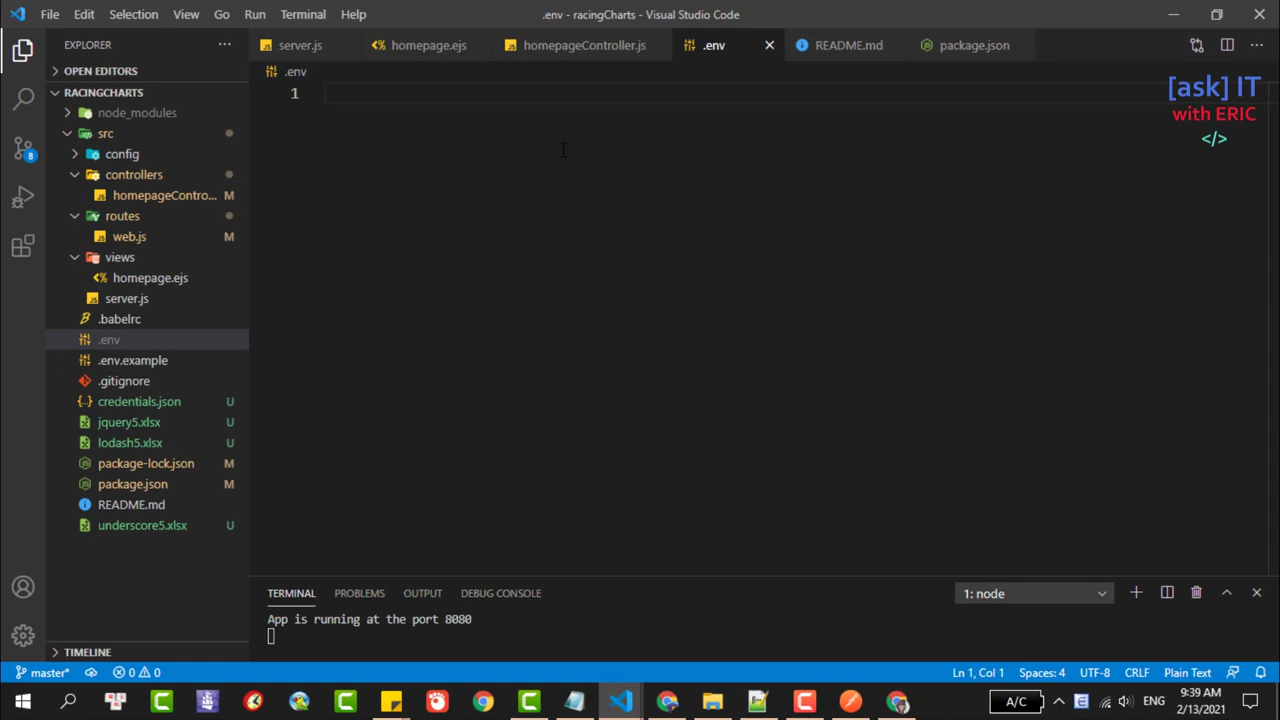 File Edit Selection View Go Run Terminal Help
.env - racingCharts - Visual Studio Code
EXPLORER
server.js
homepage.ejs
homepageController.js
.env
README.md
package.json
OPEN EDITORS
.env
RACINGCHARTS
1
[ask] IT
with ERIC
</>
node_modules
src
config
controllers
homepageContro... M
routes
web.js M
views
homepage.ejs
server.js
.babelrc
.env
.env.example
.gitignore
credentials.json U
jquery5.xlsx U
lodash5.xlsx U
package-lock.json M
package.json M
README.md
underscore5.xlsx U
8
TERMINAL PROBLEMS OUTPUT DEBUG CONSOLE
1: node
App is running at the port 8080
TIMELINE
master* 0 0
Ln 1, Col 1 Spaces: 4 UTF-8 CRLF Plain Text
A/C
ENG
9:39 AM
2/13/2021